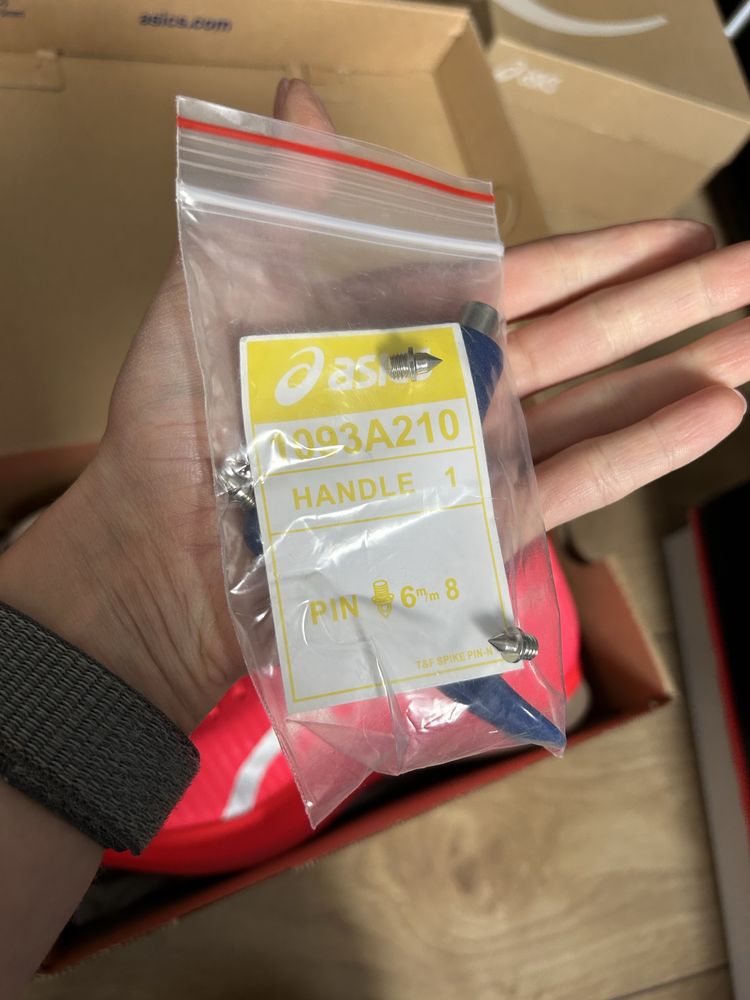 asics.com
asics
asics
1093A210
HANDLE 1
PIN 6m/m 8
T&F SPIKE PIN-N